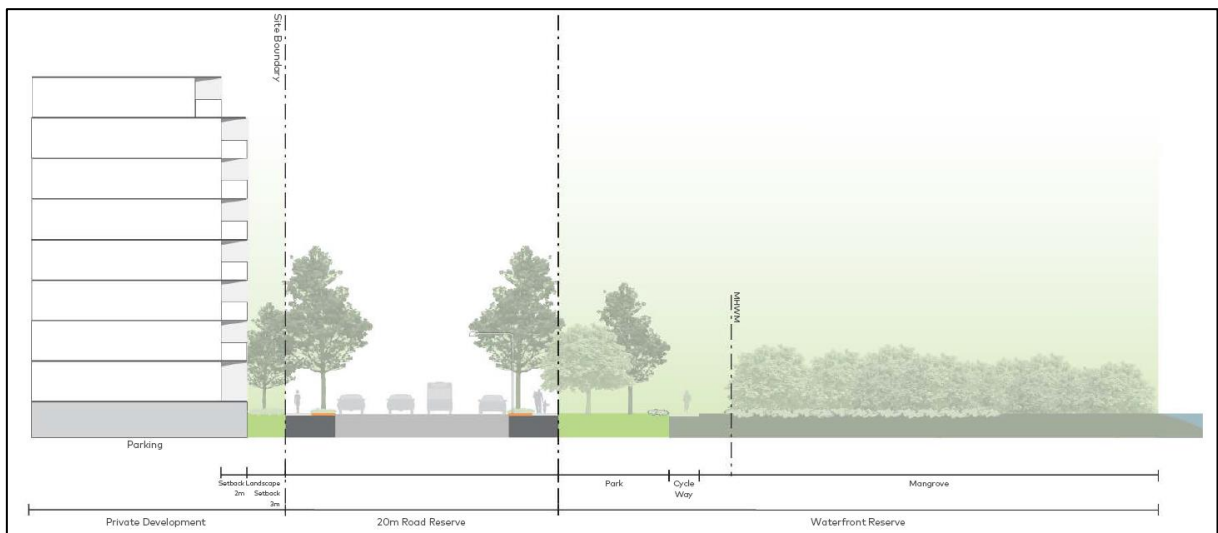 Site Boundary
MHWM
Parking
Setback
2m
Landscape
Setback
3m
Park
Cycle
Way
Mangrove
Private Development
20m Road Reserve
Waterfront Reserve